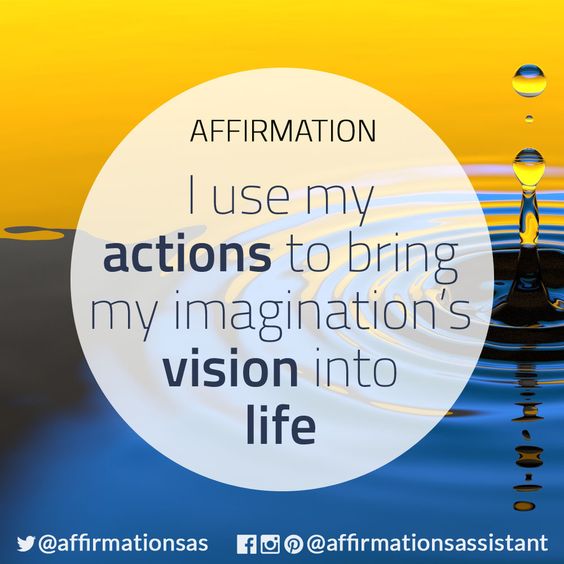 AFFIRMATION
I use my
actions to bring
my imagination's
vision into
life
@affirmationsas @affirmationsassistant